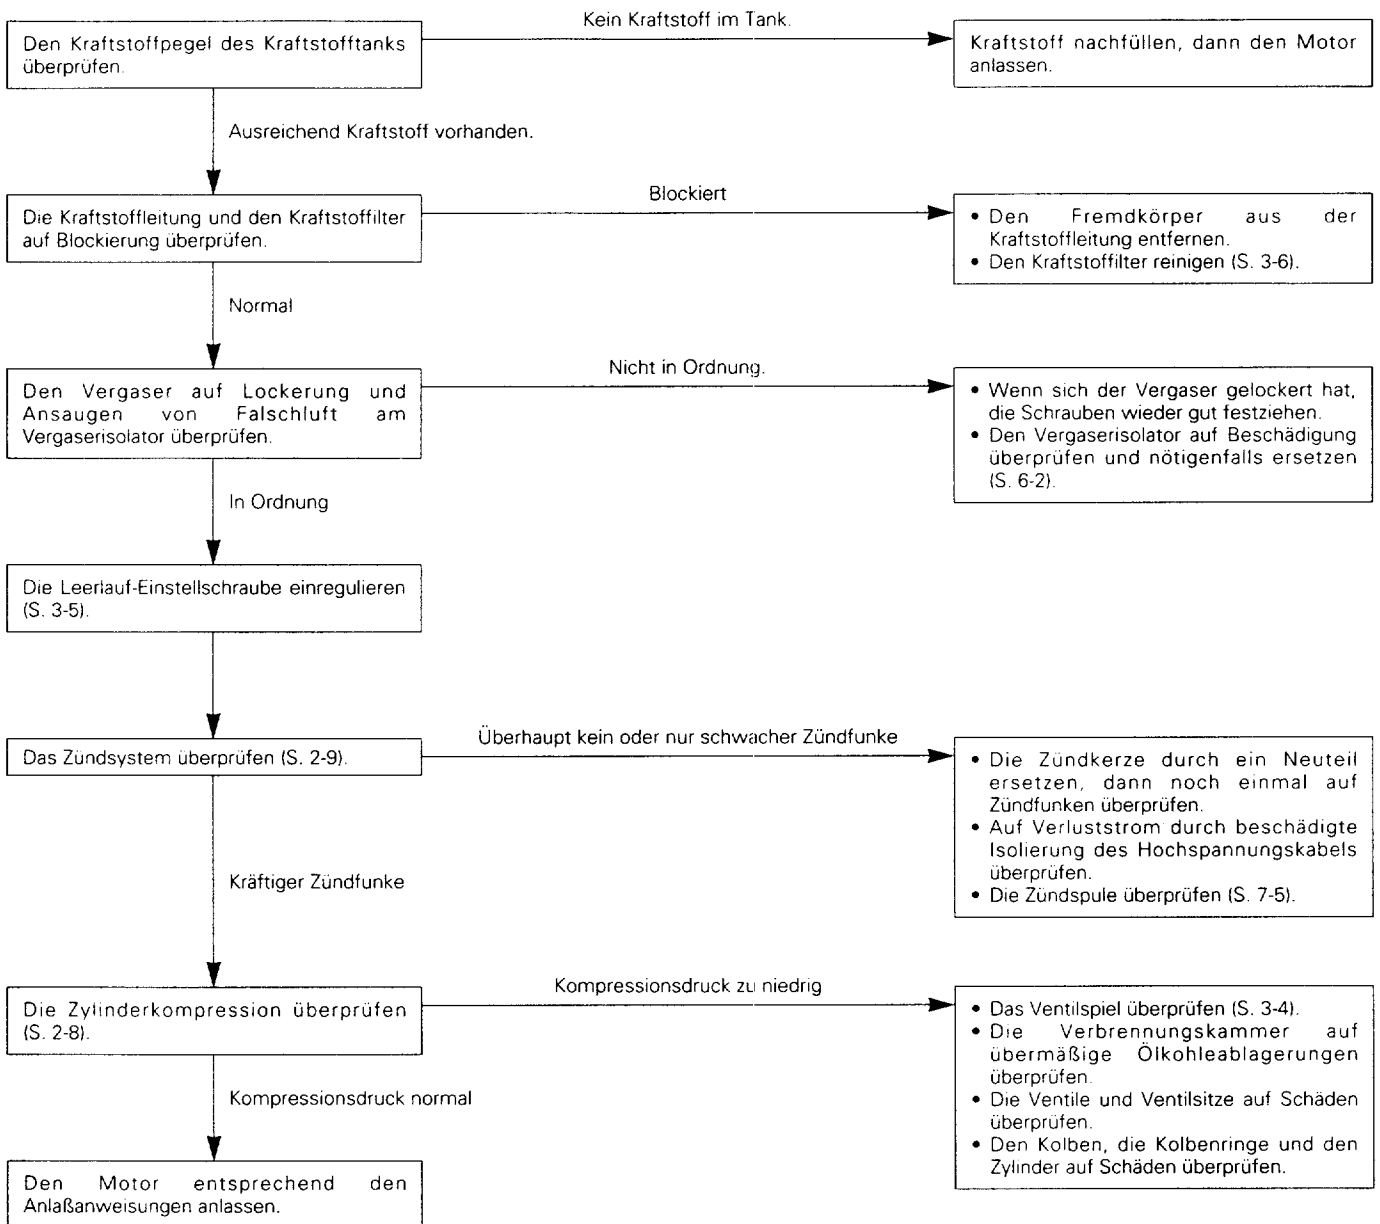 Kein Kraftstoff im Tank.
Den Kraftstoffpegel des Kraftstofftanks
überprüfen.
Kraftstoff nachfüllen, dann den Motor
anlassen.
Ausreichend Kraftstoff vorhanden.
Blockiert
Die Kraftstoffleitung und den Kraftstoffilter
auf Blockierung überprüfen.
• Den Fremdkörper aus der
Kraftstoffleitung entfernen.
• Den Kraftstoffilter reinigen (S. 3-6).
Normal
Nicht in Ordnung.
Den Vergaser auf Lockerung und
Ansaugen von Falschluft am
Vergaserisolator überprüfen.
• Wenn sich der Vergaser gelockert hat,
die Schrauben wieder gut festziehen.
• Den Vergaserisolator auf Beschädigung
überprüfen und nötigenfalls ersetzen
(S. 6-2).
In Ordnung
Die Leerlauf-Einstellschraube einregulieren
(S. 3-5).
Überhaupt kein oder nur schwacher Zündfunke
Das Zündsystem überprüfen (S. 2-9).
• Die Zündkerze durch ein Neuteil
ersetzen, dann noch einmal auf
Zündfunken überprüfen.
• Auf Verluststrom durch beschädigte
Isolierung des Hochspannungskabels
überprüfen.
• Die Zündspule überprüfen (S. 7-5).
Kräftiger Zündfunke
Kompressionsdruck zu niedrig
Die Zylinderkompression überprüfen
(S. 2-8).
• Das Ventilspiel überprüfen (S. 3-4).
• Die Verbrennungskammer auf
übermäßige Ölkohleablagerungen
überprüfen.
• Die Ventile und Ventilsitze auf Schäden
überprüfen.
• Den Kolben, die Kolbenringe und den
Zylinder auf Schäden überprüfen.
Kompressionsdruck normal
Den Motor entsprechend den
Anlaßanweisungen anlassen.